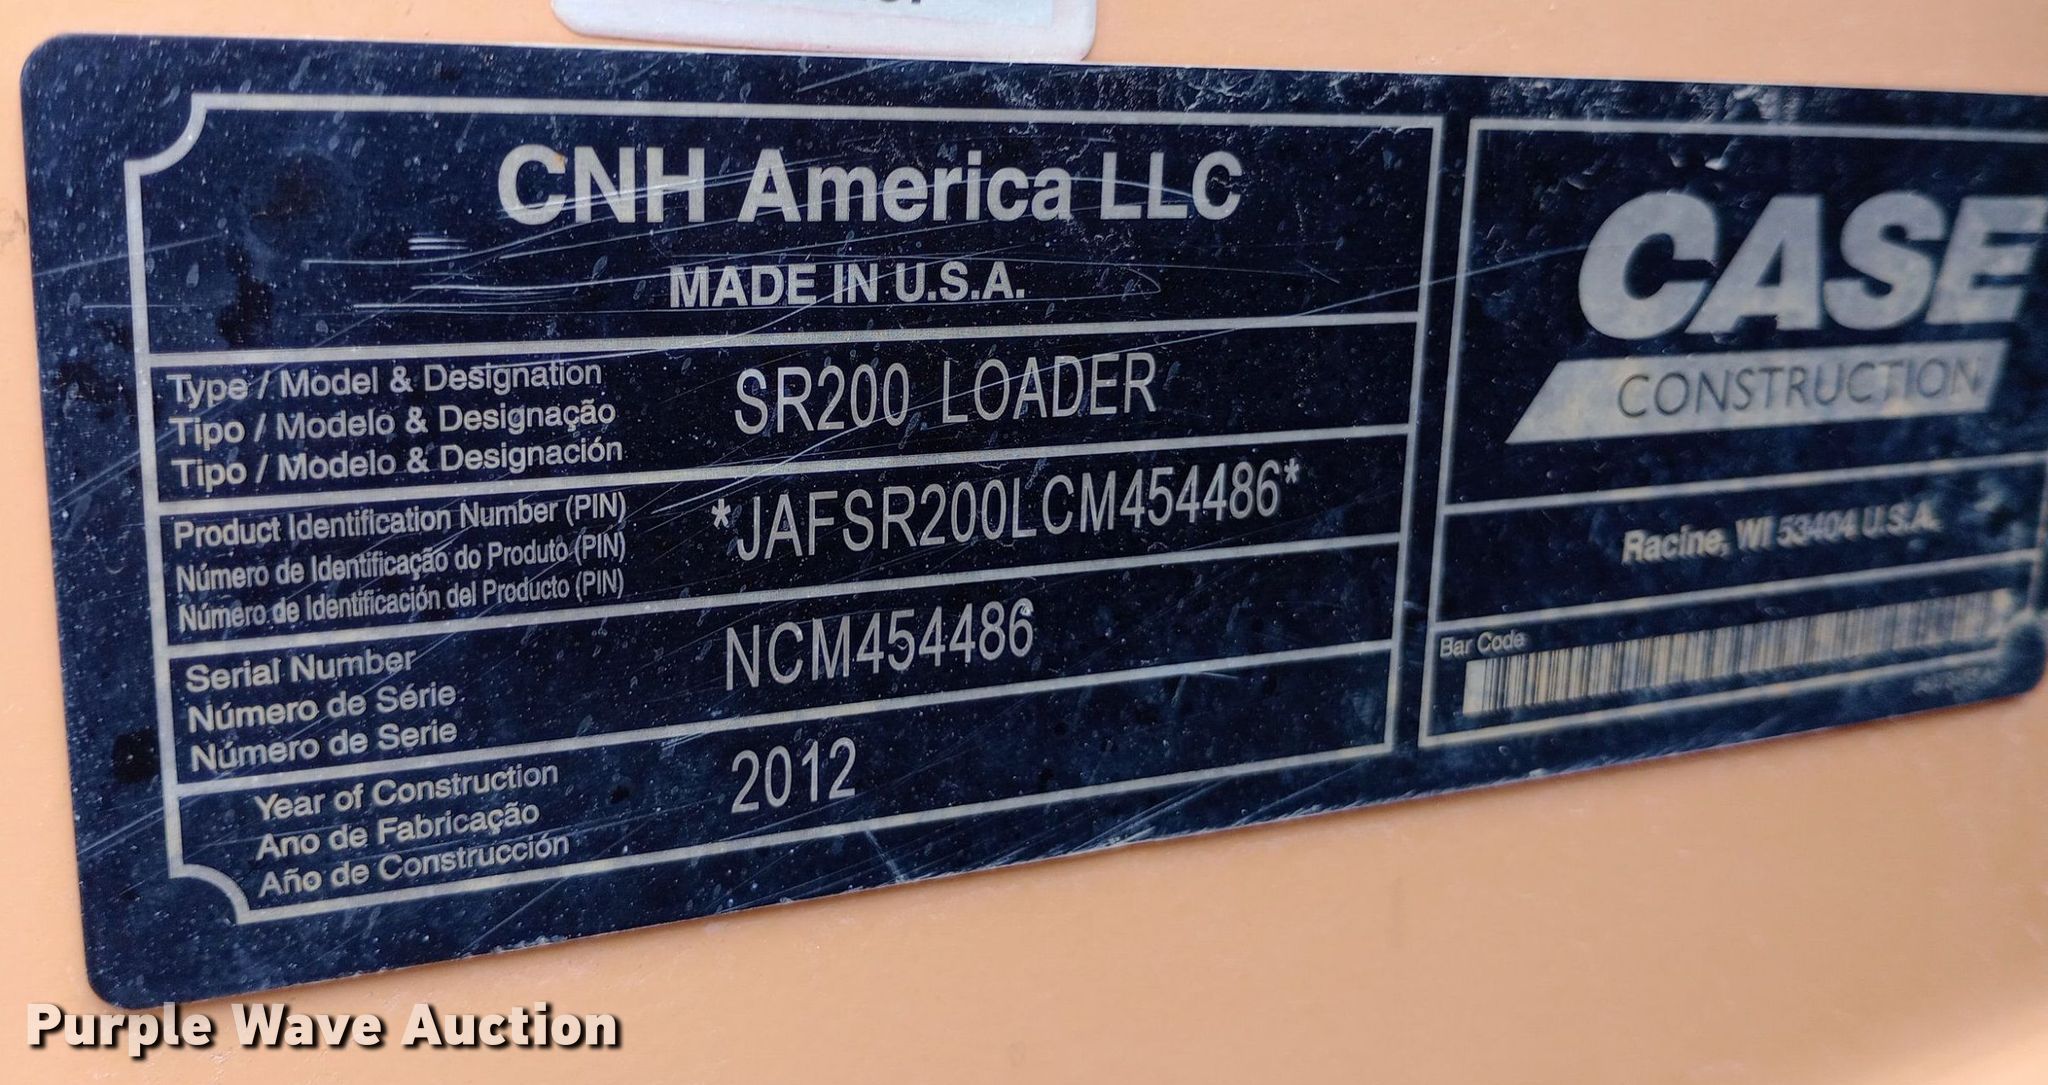 CNH America LLC
MADE IN U.S.A.
Type / Model & Designation
Tipo / Modelo & Designação
Tipo / Modelo & Designación
SR200 LOADER
Product Identification Number (PIN)
Número de Identificação do Produto (PIN)
Número de Identificación del Producto (PIN)
*JAFSR200LCM454486*
Serial Number
Número de Série
Número de Serie
NCM454486
Year of Construction
Ano de Fabricação
Año de Construcción
2012
CASE
CONSTRUCTION
Racine, WI 53404 U.S.A.
Bar Code
Purple Wave Auction